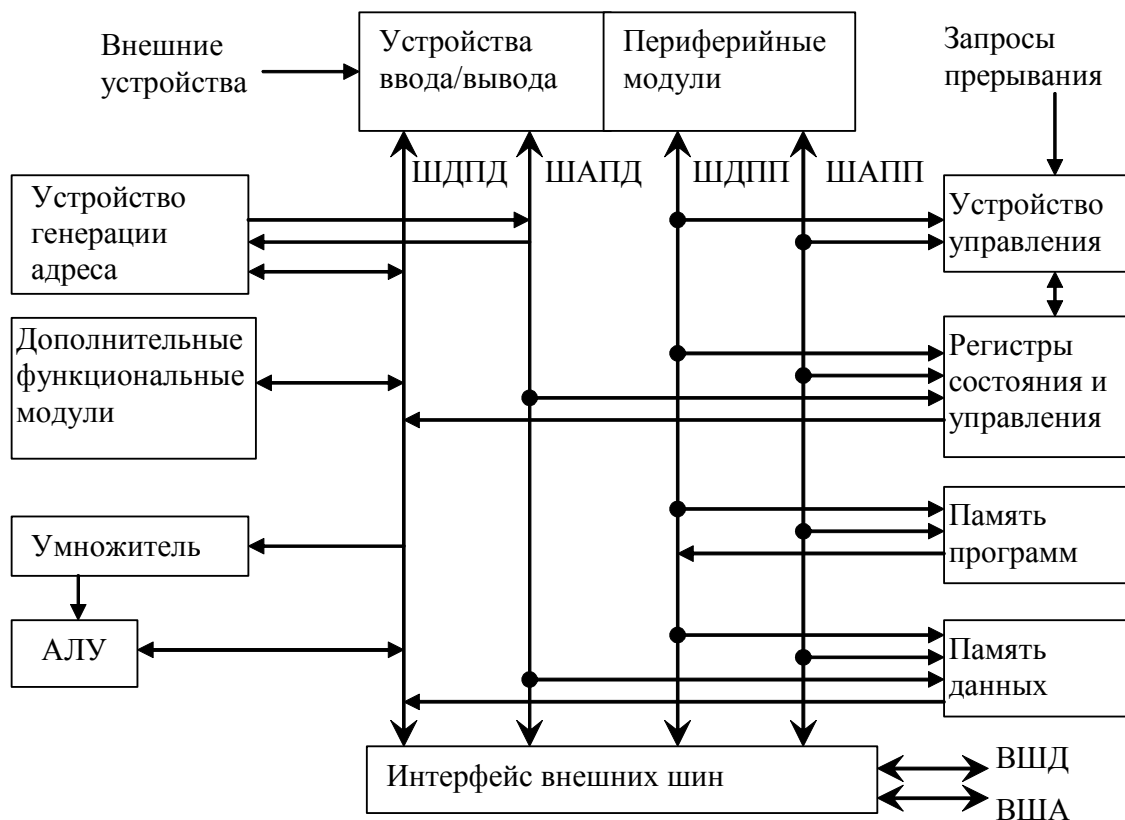 Внешние
устройства
Устройства
ввода/вывода
Периферийные
модули
Запросы
прерывания
ШДПД
ШАПД
ШДПП
ШАПП
Устройство
генерации
адреса
Устройство
управления
Дополнительные
функциональные
модули
Регистры
состояния и
управления
Умножитель
Память
программ
АЛУ
Память
данных
Интерфейс внешних шин
ВШД
ВША